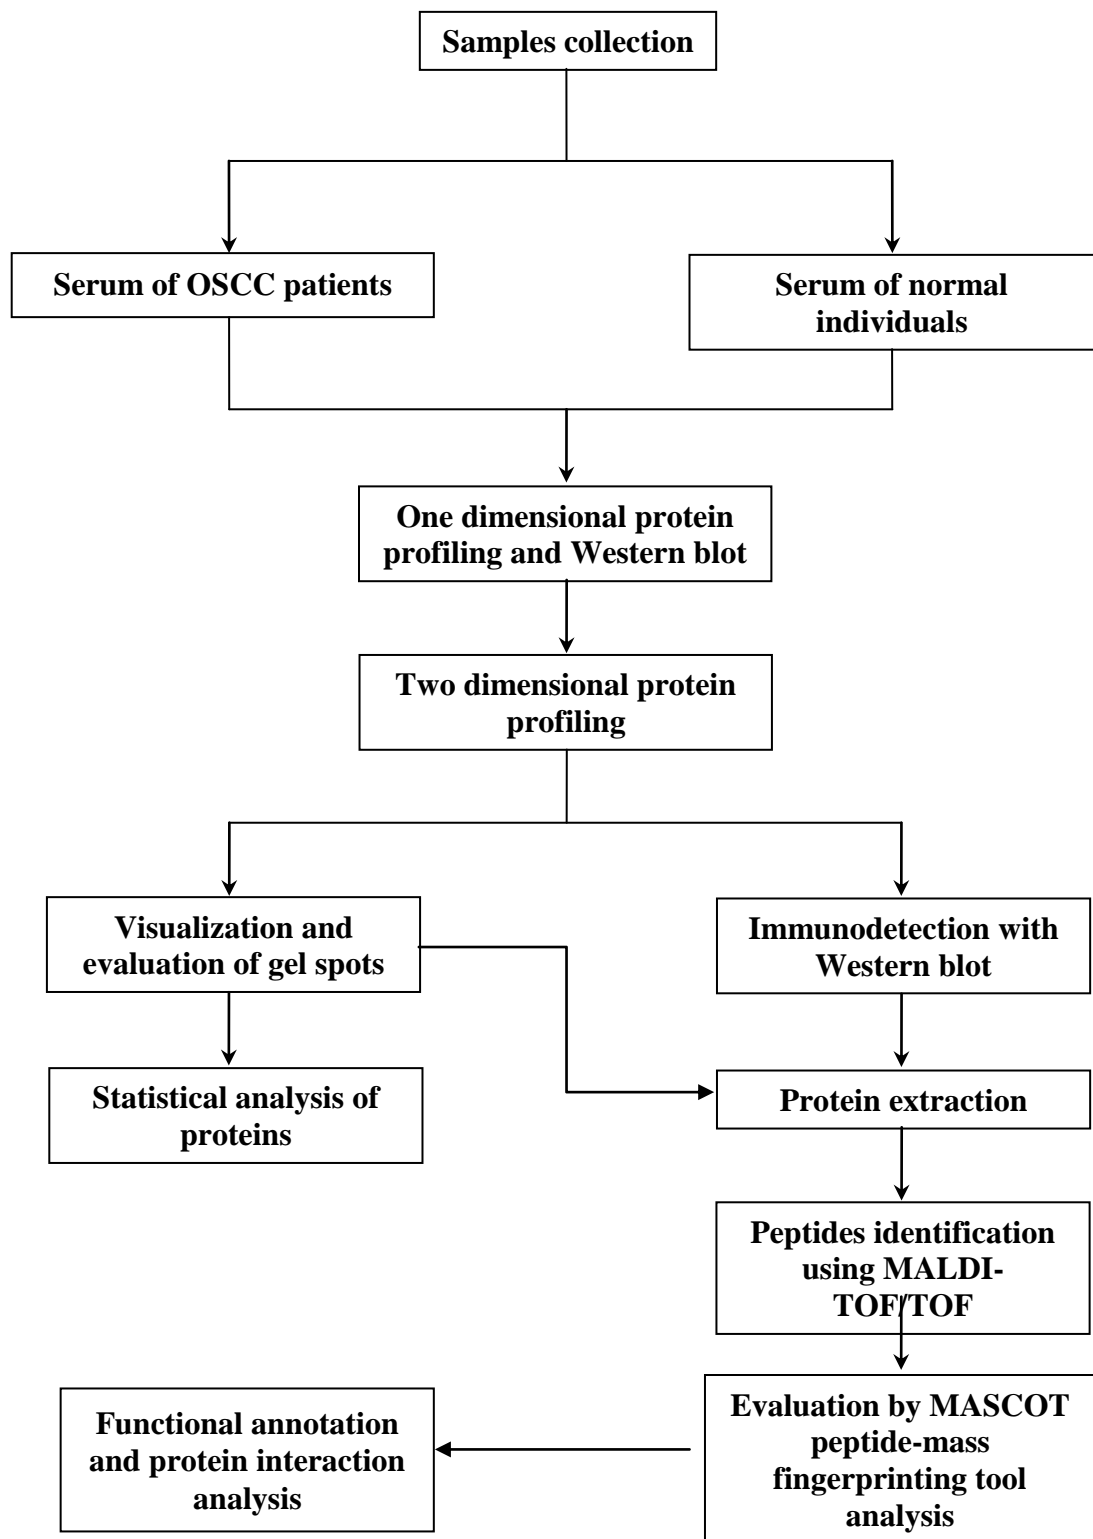 Samples collection
Serum of OSCC patients
Serum of normal
individuals
One dimensional protein
profiling and Western blot
Two dimensional protein
profiling
Visualization and
evaluation of gel spots
Immunodetection with
Western blot
Statistical analysis of
proteins
Protein extraction
Peptides identification
using MALDI-
TOF/TOF
Functional annotation
and protein interaction
analysis
Evaluation by MASCOT
peptide-mass
fingerprinting tool
analysis